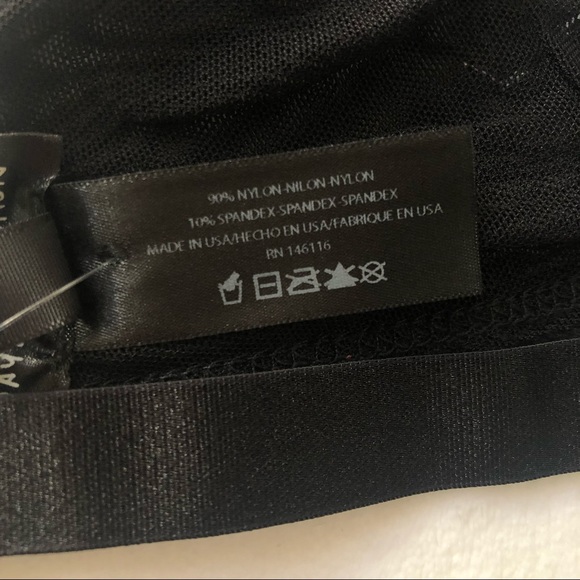 90% NYLON-NILON-NYLON
10% SPANDEX-SPANDEX-SPANDEX
MADE IN USA/HECHO EN USA/FABRIQUE EN USA
RN 146116